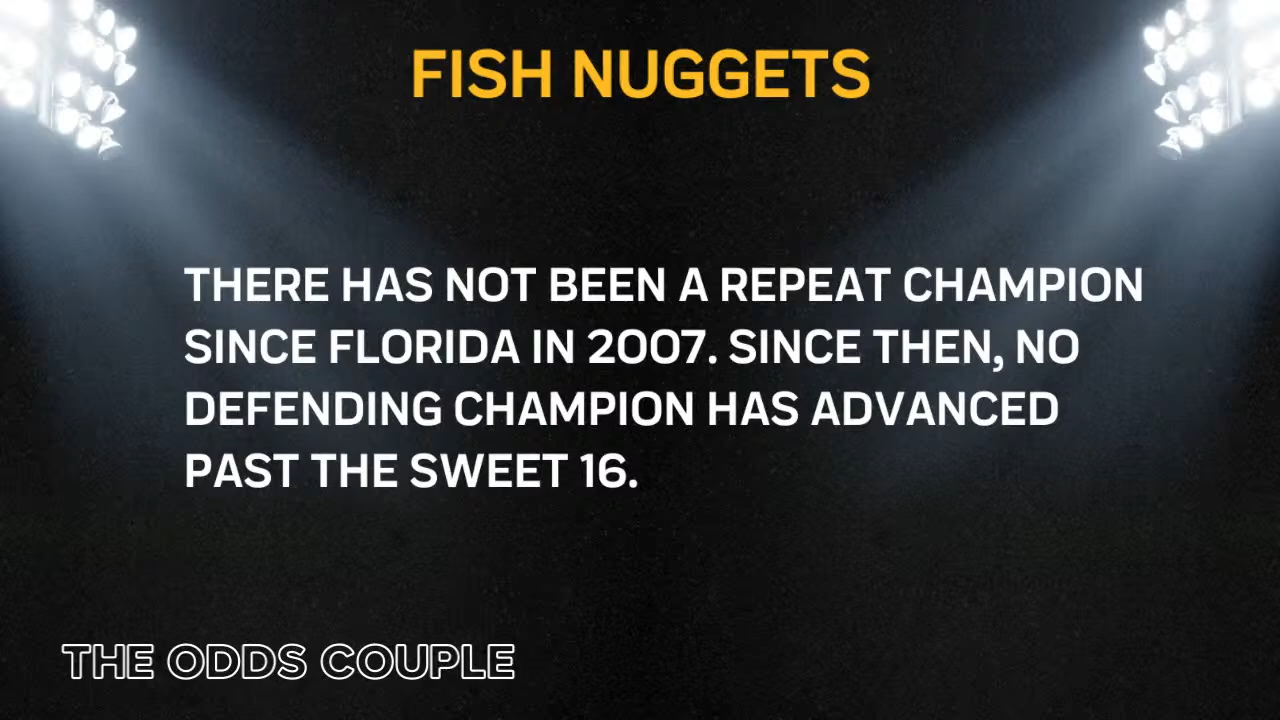 FISH NUGGETS
THERE HAS NOT BEEN A REPEAT CHAMPION
SINCE FLORIDA IN 2007. SINCE THEN, NO
DEFENDING CHAMPION HAS ADVANCED
PAST THE SWEET 16.
THE ODDS COUPLE